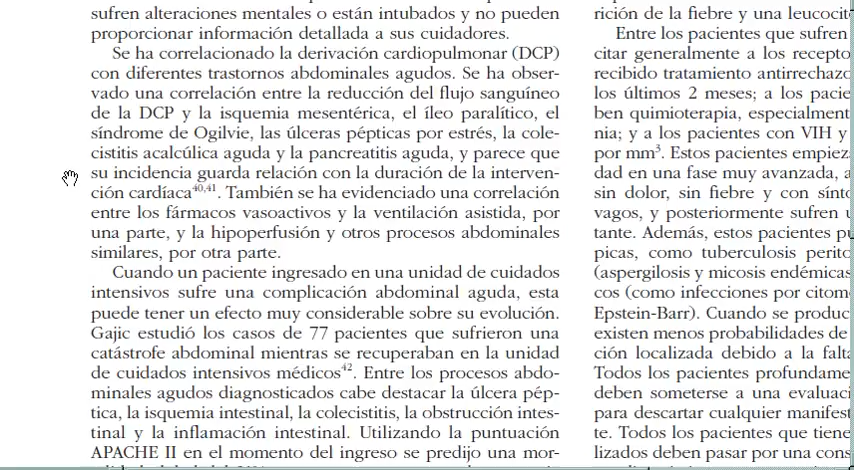 sufren alteraciones mentales o están intubados y no pueden
proporcionar información detallada a sus cuidadores.
Se ha correlacionado la derivación cardiopulmonar (DCP)
con diferentes trastornos abdominales agudos. Se ha obser-
vado una correlación entre la reducción del flujo sanguíneo
de la DCP y la isquemia mesentérica, el íleo paralítico, el
síndrome de Ogilvie, las úlceras pépticas por estrés, la cole-
cistitis acalcúlica aguda y la pancreatitis aguda, y parece que
su incidencia guarda relación con la duración de la interven-
ción cardíaca40,41. También se ha evidenciado una correlación
entre los fármacos vasoactivos y la ventilación asistida, por
una parte, y la hipoperfusión y otros procesos abdominales
similares, por otra parte.
Cuando un paciente ingresado en una unidad de cuidados
intensivos sufre una complicación abdominal aguda, esta
puede tener un efecto muy considerable sobre su evolución.
Gajic estudió los casos de 77 pacientes que sufrieron una
catástrofe abdominal mientras se recuperaban en la unidad
de cuidados intensivos médicos42. Entre los procesos abdo-
minales agudos diagnosticados cabe destacar la úlcera pép-
tica, la isquemia intestinal, la colecistitis, la obstrucción intes-
tinal y la inflamación intestinal. Utilizando la puntuación
APACHE II en el momento del ingreso se predijo una mor-
rición de la fiebre y una leucocit
Entre los pacientes que sufren
citar generalmente a los recepto
recibido tratamiento antirrechazo
los últimos 2 meses; a los pacie
ben quimioterapia, especialment
nia; y a los pacientes con VIH y
por mm3. Estos pacientes empiez
dad en una fase muy avanzada, a
sin dolor, sin fiebre y con sínto
vagos, y posteriormente sufren u
tante. Además, estos pacientes pu
picas, como tuberculosis perito
(aspergilosis y micosis endémicas
cos (como infecciones por citom
Epstein-Barr). Cuando se produc
existen menos probabilidades de
ción localizada debido a la falta
Todos los pacientes profundame
deben someterse a una evaluaci
para descartar cualquier manifest
te. Todos los pacientes que tiene
lizados deben pasar por una cons